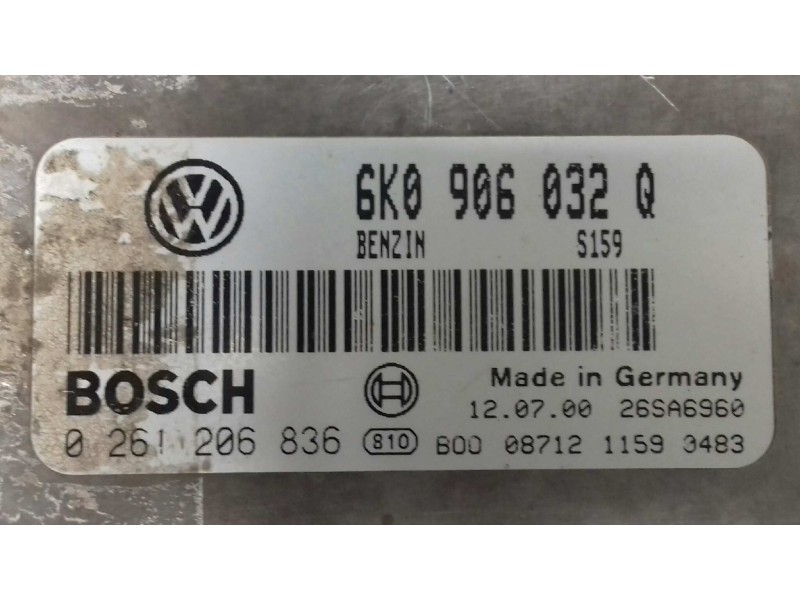 6K0 906 032 Q
BENZIN S159
BOSCH
Made in Germany
12.07.00 26SA6960
0 261 206 836 810 B00 08712 1159 3483